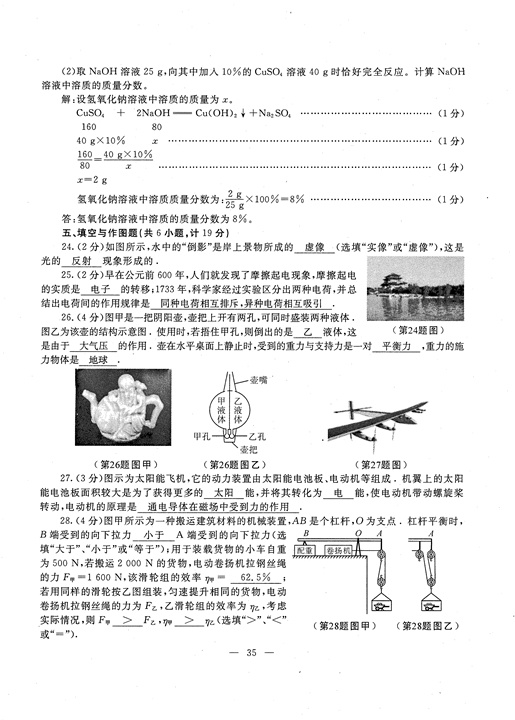 (2)取 NaOH 溶液 25 g,向其中加入 10%的 CuSO₄ 溶液 40 g 时恰好完全反应。计算 NaOH
溶液中溶质的质量分数。
解:设氢氧化钠溶液中溶质的质量为 x。
CuSO₄ + 2NaOH══Cu(OH)₂↓+Na₂SO₄ ……………………………… (1 分)
160 80
40 g×10% x ……………………………………………………… (1 分)
160/80=40 g×10%/x ……………………………………………………… (1 分)
x=2 g
氢氧化钠溶液中溶质质量分数为:2 g/25 g×100%=8% ……………………………… (1 分)
答:氢氧化钠溶液中溶质的质量分数为 8%。
五、填空与作图题(共 6 小题,计 19 分)
24.(2 分)如图所示,水中的“倒影”是岸上景物所成的 虚像 (选填“实像”或“虚像”),这是
光的 反射 现象形成的.
25.(2 分)早在公元前 600 年,人们就发现了摩擦起电现象,摩擦起电
的实质是 电子 的转移;1733 年,科学家经过实验区分出两种电荷,并总
结出电荷间的作用规律是 同种电荷相互排斥,异种电荷相互吸引 .
(第24题图)
26.(4 分)图甲是一把阴阳壶,壶把上开有两孔,可同时盛装两种液体.
图乙为该壶的结构示意图.使用时,若捂住甲孔,则倒出的是 乙 液体,这
是由于 大气压 的作用.壶在水平桌面上静止时,受到的重力与支持力是一对 平衡力 ,重力的施
力物体是 地球 .
壶嘴
甲液体
乙液体
甲孔
乙孔
壶把
(第26题图甲)
(第26题图乙)
(第27题图)
27.(3 分)图示为太阳能飞机,它的动力装置由太阳能电池板、电动机等组成.机翼上的太阳
能电池板面积较大是为了获得更多的 太阳 能,并将其转化为 电 能,使电动机带动螺旋桨
转动,电动机的原理是 通电导体在磁场中受到力的作用 .
28.(4 分)图甲所示为一种搬运建筑材料的机械装置,AB 是个杠杆,O 为支点.杠杆平衡时,
B 端受到的向下拉力 小于 A 端受到的向下拉力(选
填“大于”、“小于”或“等于”);用于装载货物的小车自重
为 500 N,若搬运 2 000 N 的货物,电动卷扬机拉钢丝绳
的力 F甲=1 600 N,该滑轮组的效率 η甲= 62.5% ;
若用同样的滑轮按乙图组装,匀速提升相同的货物,电动
卷扬机拉钢丝绳的力为 F乙,乙滑轮组的效率为 η乙,考虑
实际情况,则 F甲 > F乙,η甲 > η乙(选填“>”、“<”
或“=”).
B
O
A
配重
卷扬机
A
(第28题图甲)
(第28题图乙)
— 35 —